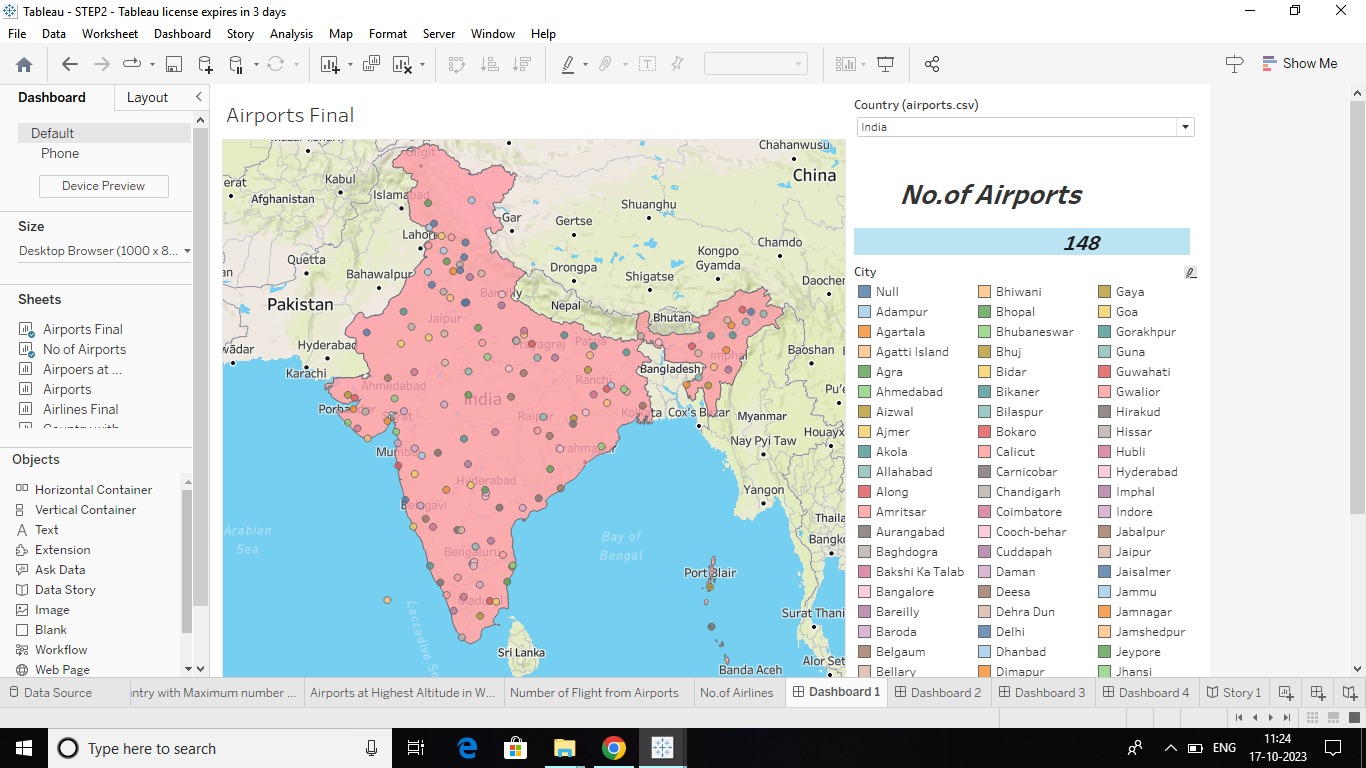 Tableau - STEP2 - Tableau license expires in 3 days
File Data Worksheet Dashboard Story Analysis Map Format Server Window Help
Show Me
Dashboard Layout
Default
Phone
Device Preview
Size
Desktop Browser (1000 x 8...
Sheets
Airports Final
No of Airports
Airpoers at ...
Airports
Airlines Final
Objects
Horizontal Container
Vertical Container
Text
Extension
Ask Data
Data Story
Image
Blank
Workflow
Web Page
Airports Final
Gilgit
Chahanwusu
China
erat
Kabul
Islamabad
Afghanistan
Shuanghu
Gar
Gertse
Lahore
Chamdo
Kongpo
Gyamda
Quetta
Drongpa
Shigatse
Bahawalpur
Daocher
Bareilly
Nepal
Pakistan
Jaipur
Bhutan
Hyderabad
Prayagraj
Patna
Imphal
Baoshan
Karachi
Bangladesh
Ahmedabad
India
Ranchi
Pu'e
Porbandar
Surat
Raipur
Kolkata
Cox's Bazar
Myanmar
Houayx
Nay Pyi Taw
Mumbai
Brahmapur
Hyderabad
Yangon
Belgavi
Arabian
Sea
Bay of
Bengal
Thaila
Bangko
Bengaluru
Port Blair
Madurai
Laccadive Se
Surat Thani
Sri Lanka
Alor Set
Banda Aceh
Country (airports.csv)
India
No.of Airports
148
City
Null Bhiwani Gaya
Adampur Bhopal Goa
Agartala Bhubaneswar Gorakhpur
Agatti Island Bhuj Guna
Agra Bidar Guwahati
Ahmedabad Bikaner Gwalior
Aizwal Bilaspur Hirakud
Ajmer Bokaro Hissar
Akola Calicut Hubli
Allahabad Carnicobar Hyderabad
Along Chandigarh Imphal
Amritsar Coimbatore Indore
Aurangabad Cooch-behar Jabalpur
Baghdogra Cuddapah Jaipur
Bakshi Ka Talab Daman Jaisalmer
Bangalore Deesa Jammu
Bareilly Dehra Dun Jamnagar
Baroda Delhi Jamshedpur
Belgaum Dhanbad Jeypore
Bellary Dimapur Jhansi
Data Source ntry with Maximum number ... Airports at Highest Altitude in W... Number of Flight from Airports No.of Airlines Dashboard 1 Dashboard 2 Dashboard 3 Dashboard 4 Story 1
Type here to search
ENG
11:24
17-10-2023